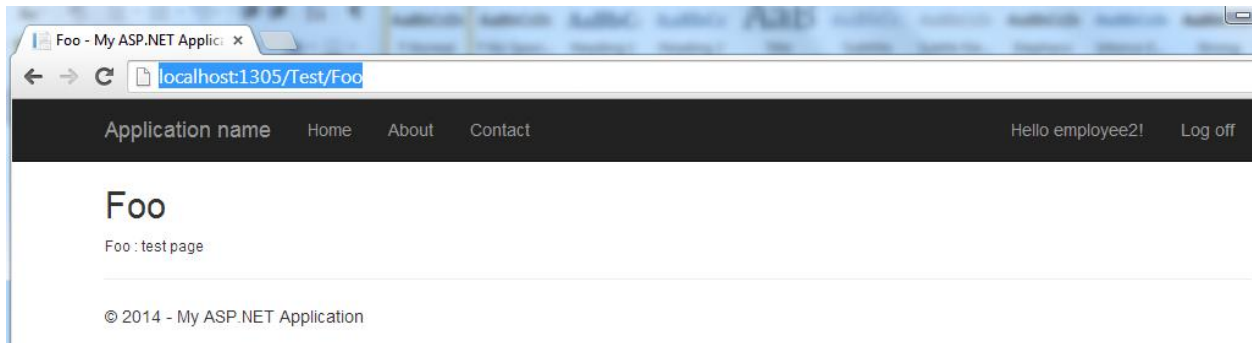 Foo - My ASP.NET Applic
localhost:1305/Test/Foo
Application name Home About Contact Hello employee2! Log off
Foo
Foo : test page
© 2014 - My ASP.NET Application